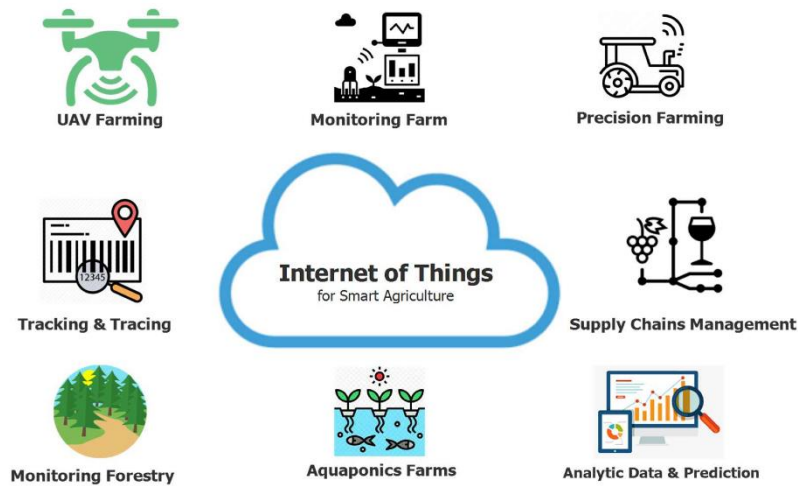 UAV Farming
Monitoring Farm
Precision Farming
12345
Internet of Things
for Smart Agriculture
Tracking & Tracing
Supply Chains Management
Monitoring Forestry
Aquaponics Farms
Analytic Data & Prediction